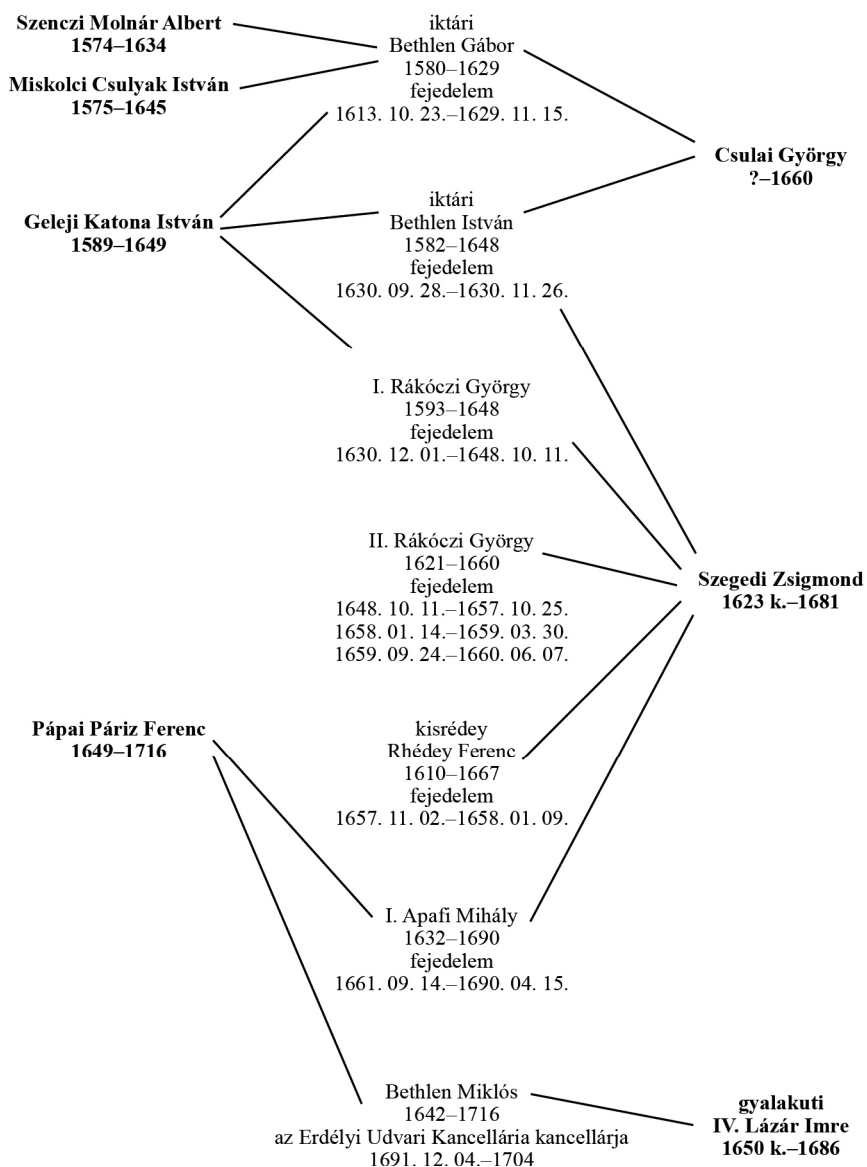 Szenczi Molnár Albert
1574–1634
Miskolci Csulyak István
1575–1645
Geleji Katona István
1589–1649
Pápai Páriz Ferenc
1649–1716
iktári
Bethlen Gábor
1580–1629
fejedelem
1613. 10. 23.–1629. 11. 15.
iktári
Bethlen István
1582–1648
fejedelem
1630. 09. 28.–1630. 11. 26.
I. Rákóczi György
1593–1648
fejedelem
1630. 12. 01.–1648. 10. 11.
II. Rákóczi György
1621–1660
fejedelem
1648. 10. 11.–1657. 10. 25.
1658. 01. 14.–1659. 03. 30.
1659. 09. 24.–1660. 06. 07.
kisrédey
Rhédey Ferenc
1610–1667
fejedelem
1657. 11. 02.–1658. 01. 09.
I. Apafi Mihály
1632–1690
fejedelem
1661. 09. 14.–1690. 04. 15.
Bethlen Miklós
1642–1716
az Erdélyi Udvari Kancellária kancellárja
1691. 12. 04.–1704
Csulai György
?–1660
Szegedi Zsigmond
1623 k.–1681
gyalakuti
IV. Lázár Imre
1650 k.–1686